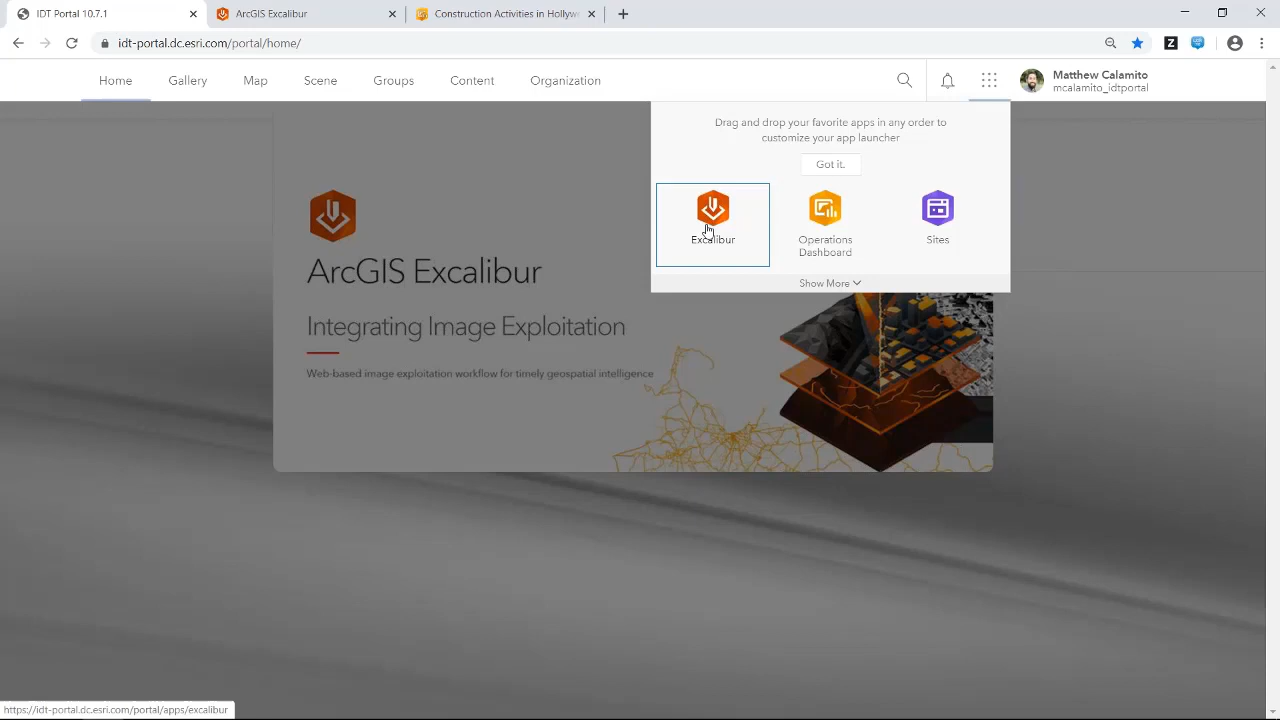 IDT Portal 10.7.1
ArcGIS Excalibur
Construction Activities in Hollyw
idt-portal.dc.esri.com/portal/home/
Home Gallery Map Scene Groups Content Organization
Matthew Calamito
mcalamito_idtportal
Drag and drop your favorite apps in any order to
customize your app launcher
Got it.
Excalibur
Operations
Dashboard
Sites
Show More
ArcGIS Excalibur
Integrating Image Exploitation
Web-based image exploitation workflow for timely geospatial intelligence
https://idt-portal.dc.esri.com/portal/apps/excalibur